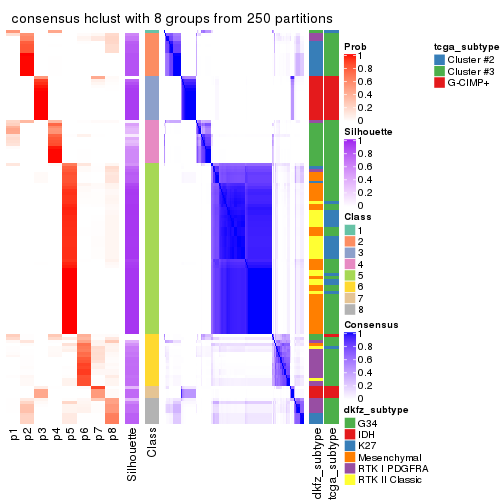 consensus hclust with 8 groups from 250 partitions
Prob
1
0.8
0.6
0.4
0.2
0
Silhouette
1
0.8
0.6
0.4
0.2
0
Class
1
2
3
4
5
6
7
8
Consensus
1
0.8
0.6
0.4
0.2
0
dkfz_subtype
G34
IDH
K27
Mesenchymal
RTK I PDGFRA
RTK II Classic
tcga_subtype
Cluster #2
Cluster #3
G-CIMP+
p1
p2
p3
p4
p5
p6
p7
p8
Silhouette
Class
dkfz_subtype
tcga_subtype